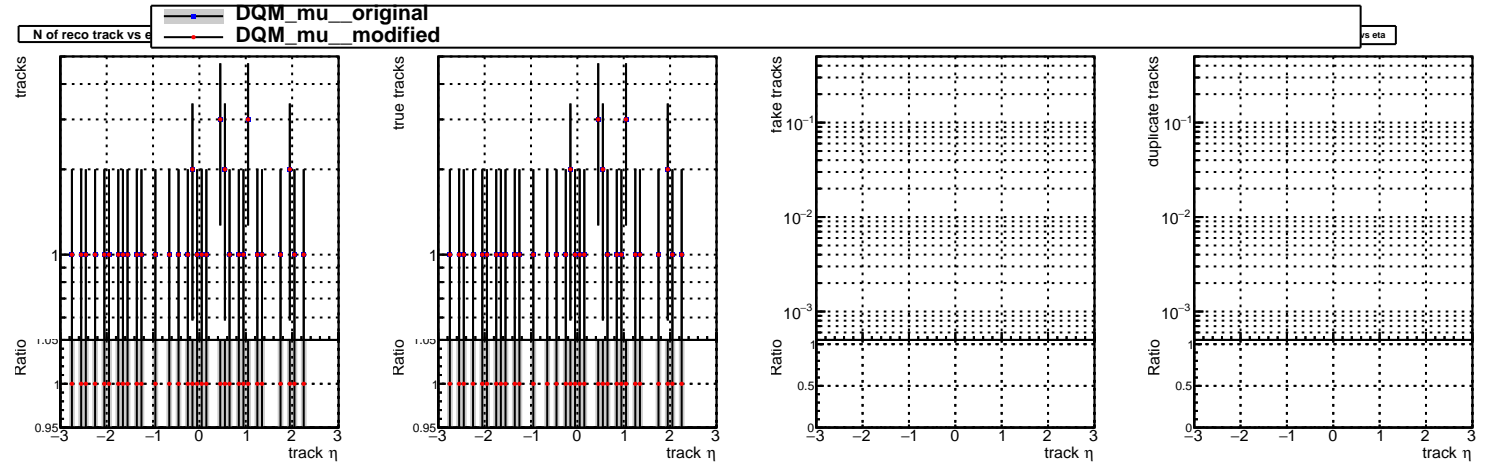 DQM_mu__original
DQM_mu__modified
N of reco track vs e
vs eta
tracks
1
Ratio
1.05
1
0.95
−3 −2 −1 0 1 2 3
track η
true tracks
1
Ratio
1.05
1
0.95
−3 −2 −1 0 1 2 3
track η
fake tracks
10−1
10−2
10−3
Ratio
1
0.5
0
−3 −2 −1 0 1 2 3
track η
duplicate tracks
10−1
10−2
10−3
Ratio
1
0.5
0
−3 −2 −1 0 1 2 3
track η